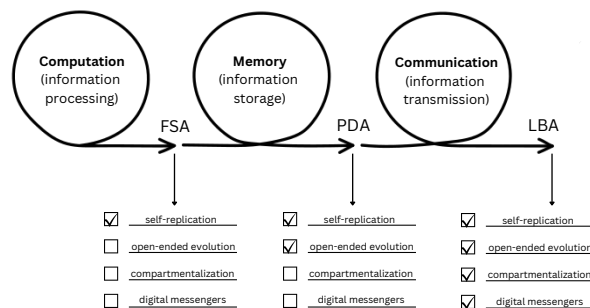 Computation
(information
processing)
Memory
(information
storage)
Communication
(information
transmission)
FSA
PDA
LBA
self-replication
open-ended evolution
compartmentalization
digital messengers
self-replication
open-ended evolution
compartmentalization
digital messengers
self-replication
open-ended evolution
compartmentalization
digital messengers